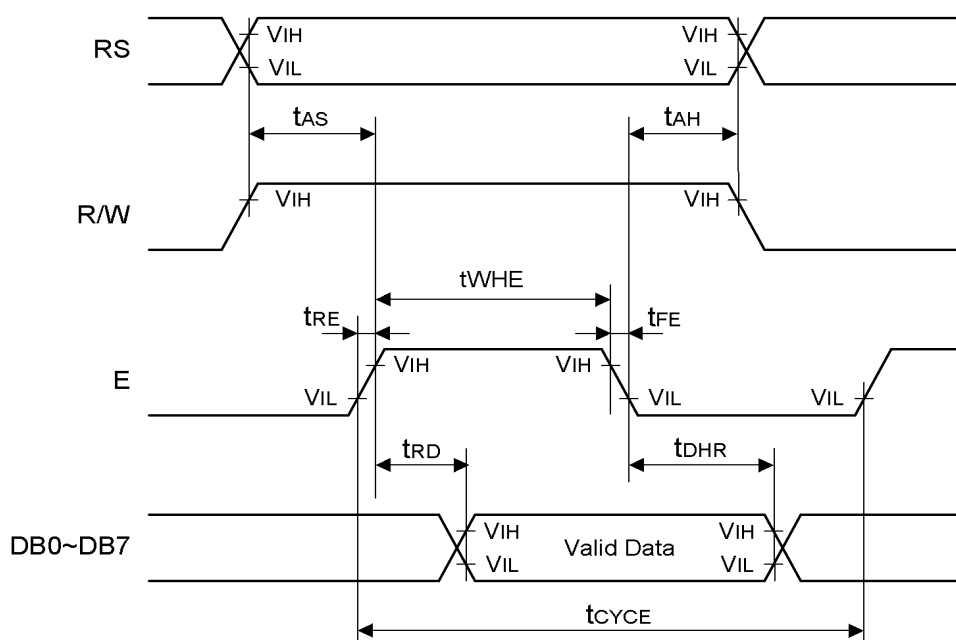 RS
VIH
VIH
VIL
VIL
tAS
tAH
R/W
VIH
VIH
tWHE
tRE
tFE
E
VIH
VIH
VIL
VIL
VIL
tRD
tDHR
DB0~DB7
VIH
Valid Data
VIH
VIL
VIL
tCYCE